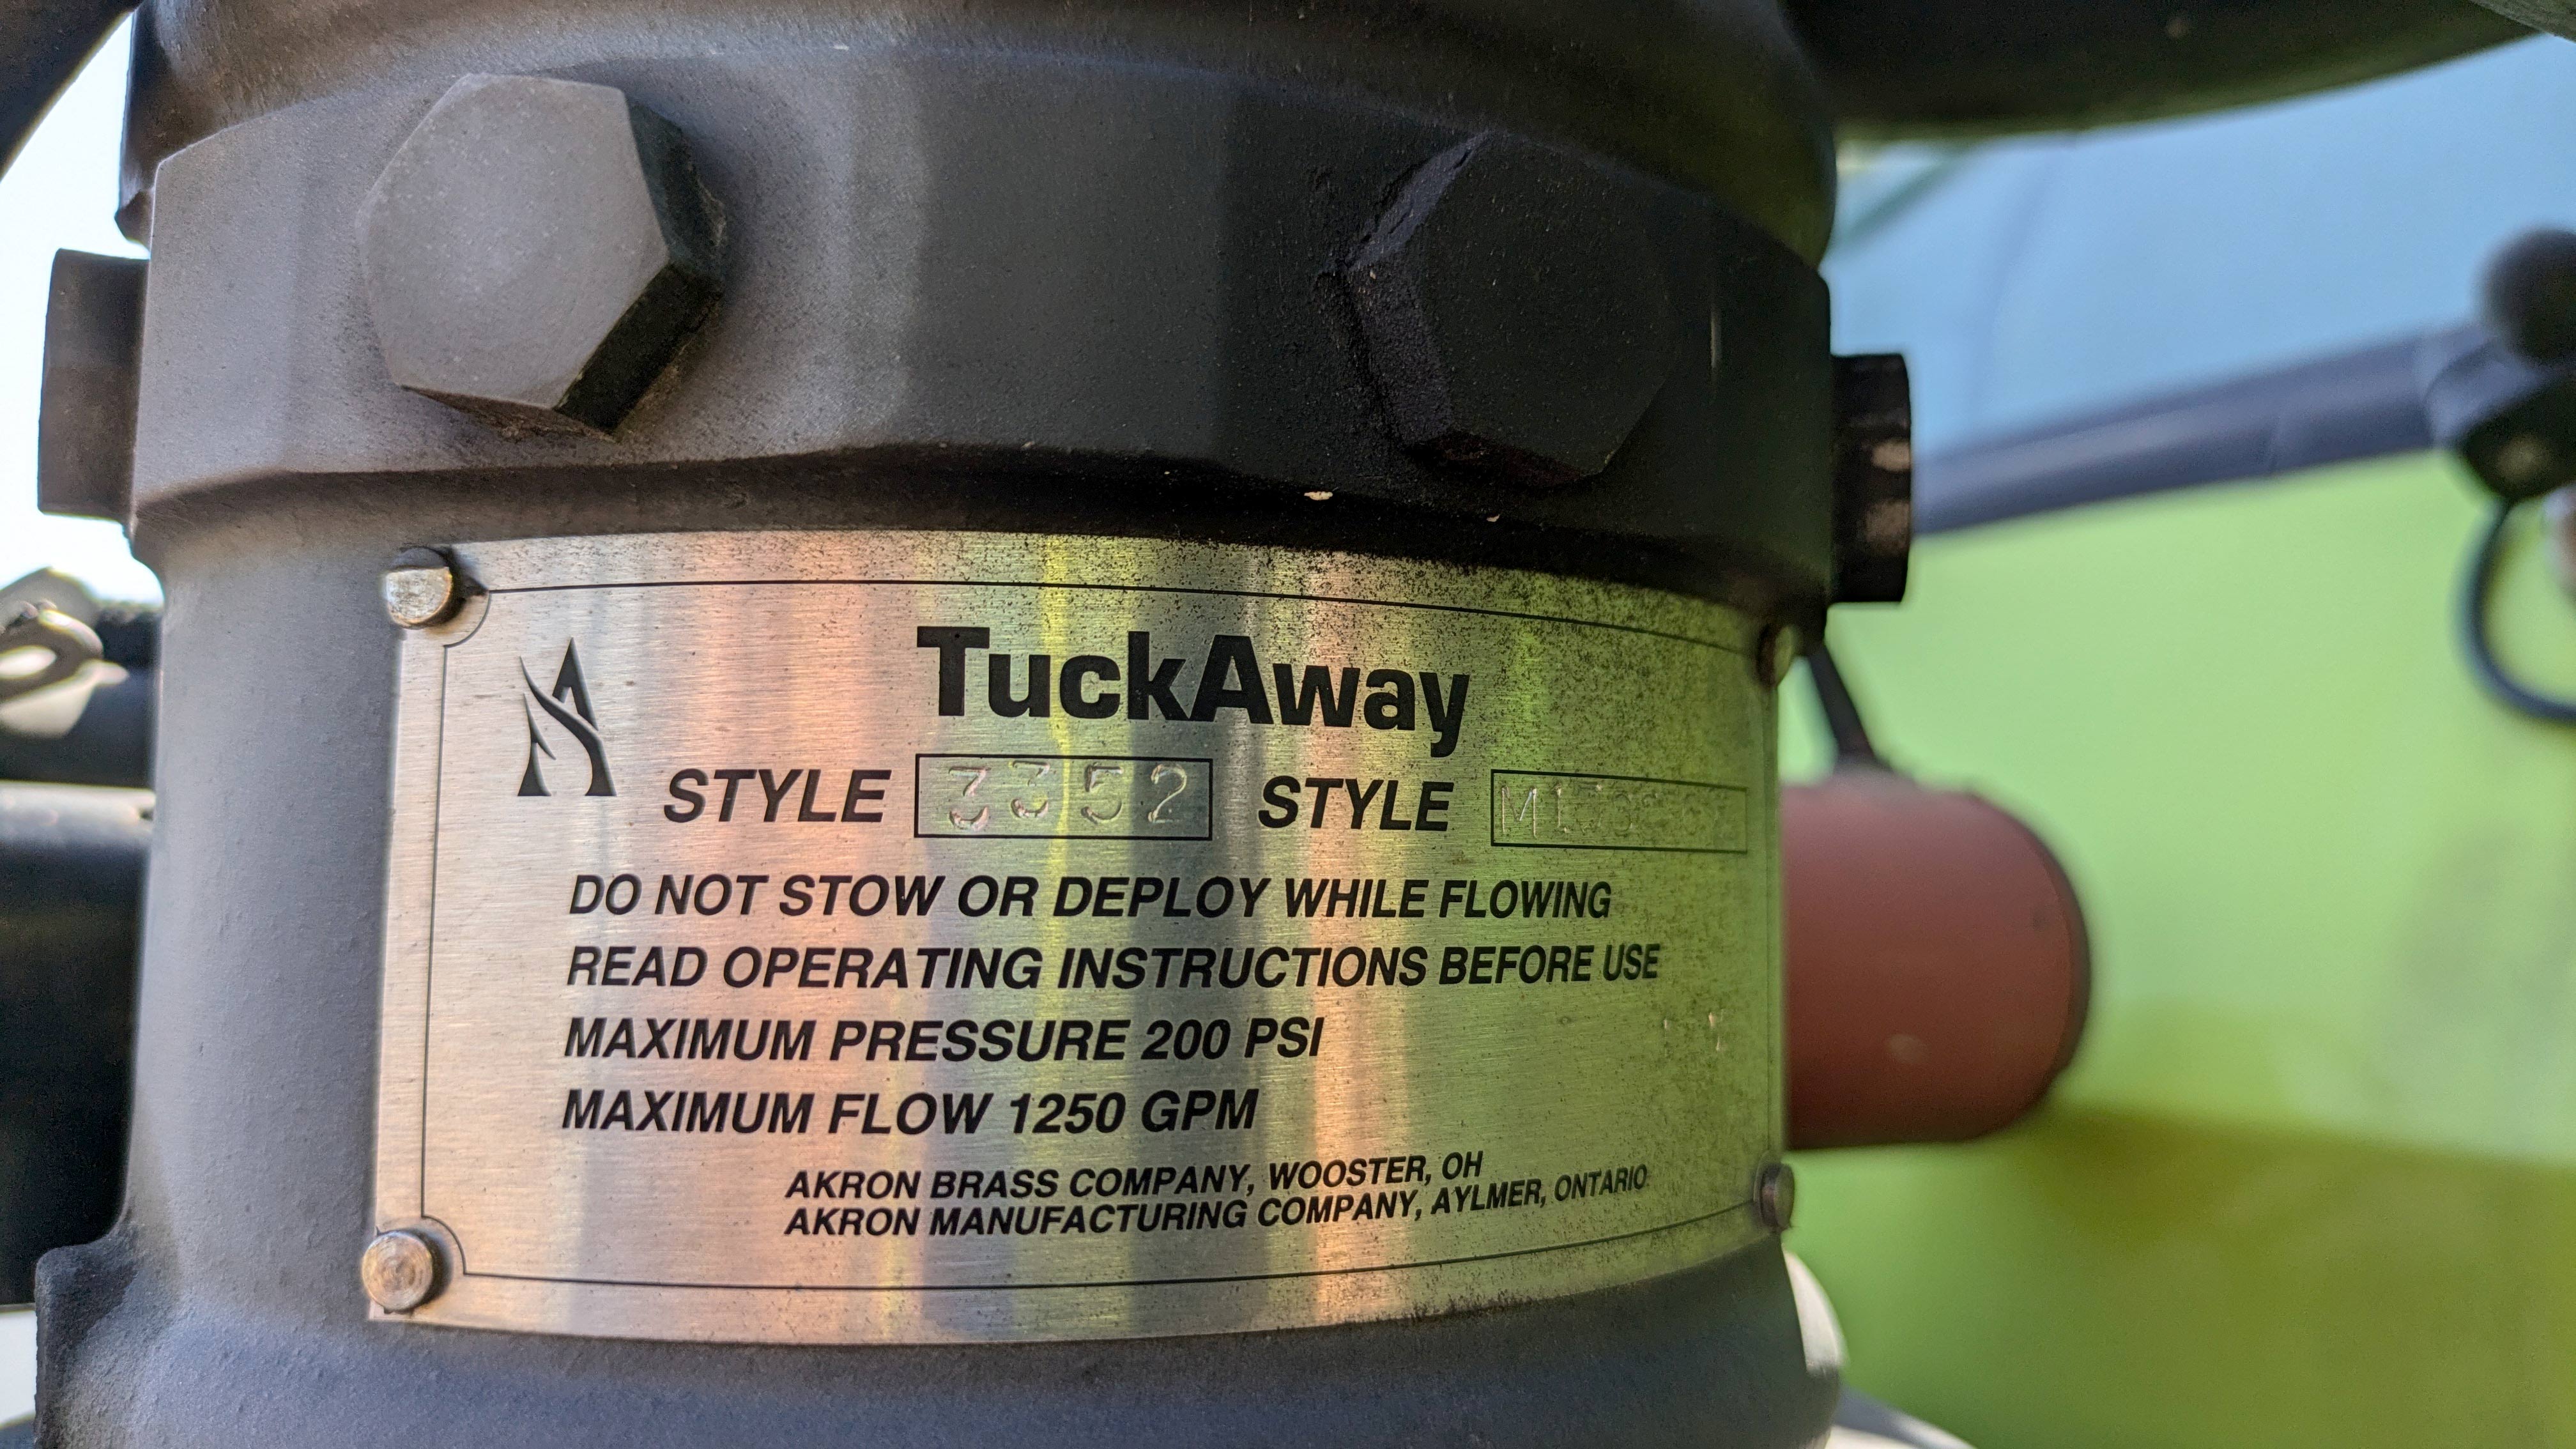 TuckAway
STYLE 3352 STYLE
DO NOT STOW OR DEPLOY WHILE FLOWING
READ OPERATING INSTRUCTIONS BEFORE USE
MAXIMUM PRESSURE 200 PSI
MAXIMUM FLOW 1250 GPM
AKRON BRASS COMPANY, WOOSTER, OH
AKRON MANUFACTURING COMPANY, AYLMER, ONTARIO